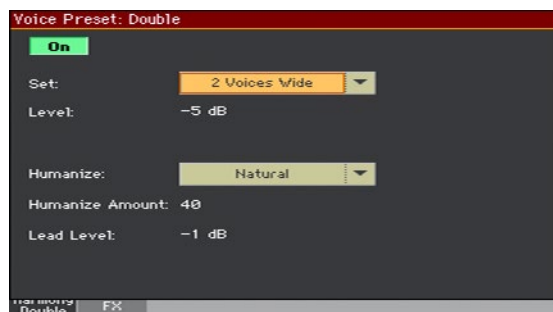 Voice Preset: Double
On
Set: 2 Voices Wide
Level: -5 dB
Humanize: Natural
Humanize Amount: 40
Lead Level: -1 dB
Harmony Double FX